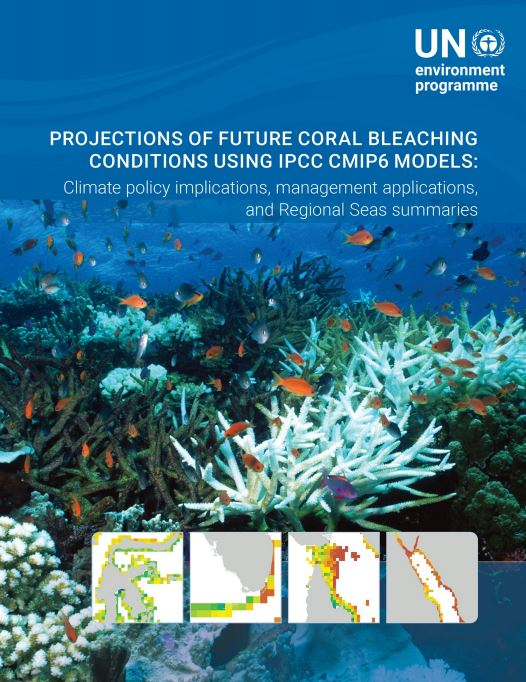 UN
environment
programme
PROJECTIONS OF FUTURE CORAL BLEACHING
CONDITIONS USING IPCC CMIP6 MODELS:
Climate policy implications, management applications,
and Regional Seas summaries